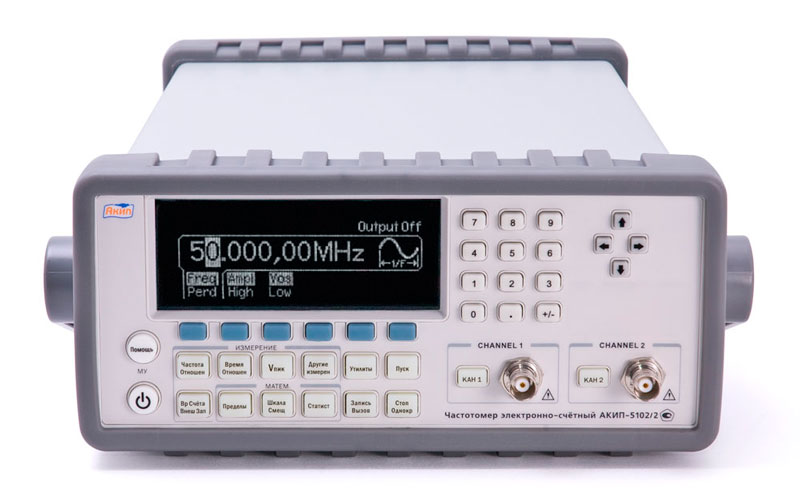 Акип
Output Off
50.000,00MHz
1/F
Freq Ampl Vos
Perd High Low
7 8 9
4 5 6
1 2 3
0 . +/-
Помощь
МУ
ИЗМЕРЕНИЕ
Частота Отношен
Время Отношен
Vпик
Другие измерен
Утилиты
Пуск
МАТЕМ.
Вр Счёта Внеш Зап
Пределы
Шкала Смещ
Статист
Запись Вызов
Стоп Однокр
CHANNEL 1
КАН 1
CHANNEL 2
КАН 2
Частотомер электронно-счётный АКИП-5102/2